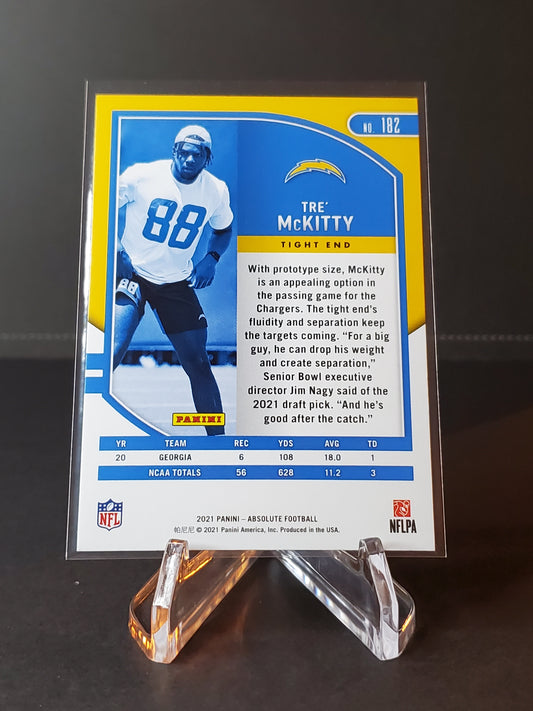 NO. 182
TRE'
McKITTY
TIGHT END
88
88
With prototype size, McKitty
is an appealing option in
the passing game for the
Chargers. The tight end's
fluidity and separation keep
the targets coming. "For a big
guy, he can drop his weight
and create separation,"
Senior Bowl executive
director Jim Nagy said of the
2021 draft pick. "And he's
good after the catch."
PANINI
YR TEAM REC YDS AVG TD
20 GEORGIA 6 108 18.0 1
NCAA TOTALS 56 628 11.2 3
NFL
2021 PANINI – ABSOLUTE FOOTBALL
帕尼尼 © 2021 Panini America, Inc. Produced in the USA.
NFLPA